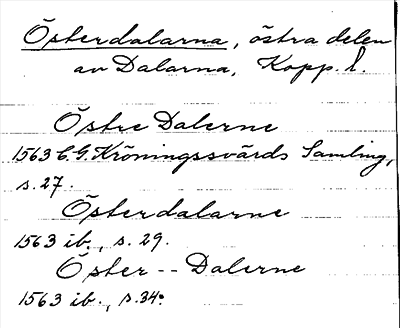 Österdalarna, östra delen
av Dalarna, Kopp. l.
Östre Dalerne
1563 C.G. Kröningssvärds Samling,
s. 27.
Österdalarne
1563 ib., s. 29.
Öster -- Dalerne
1563 ib., s. 34.